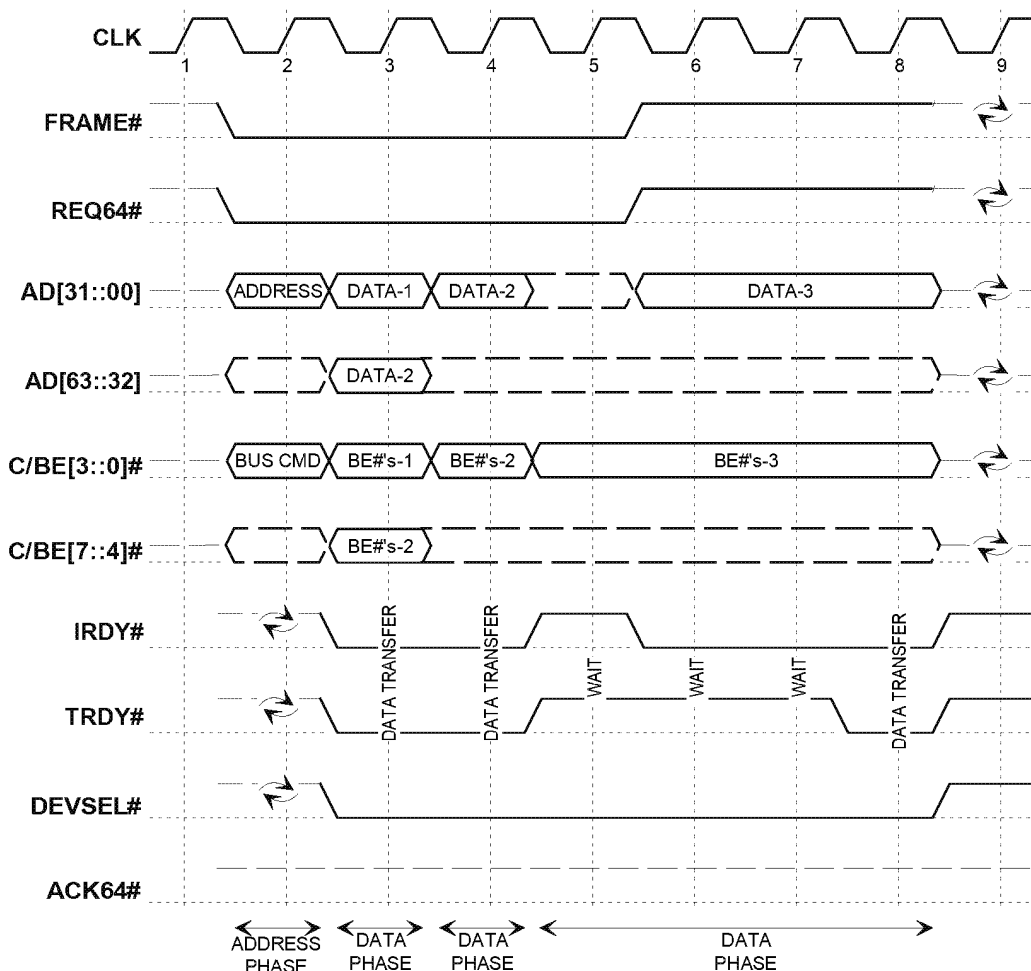 CLK
1 2 3 4 5 6 7 8 9
FRAME#
REQ64#
AD[31::00]
ADDRESS DATA-1 DATA-2 DATA-3
AD[63::32]
DATA-2
C/BE[3::0]#
BUS CMD BE#'s-1 BE#'s-2 BE#'s-3
C/BE[7::4]#
BE#'s-2
IRDY#
DATA TRANSFER
DATA TRANSFER
WAIT
WAIT
WAIT
DATA TRANSFER
TRDY#
DEVSEL#
ACK64#
ADDRESS
PHASE
DATA
PHASE
DATA
PHASE
DATA
PHASE